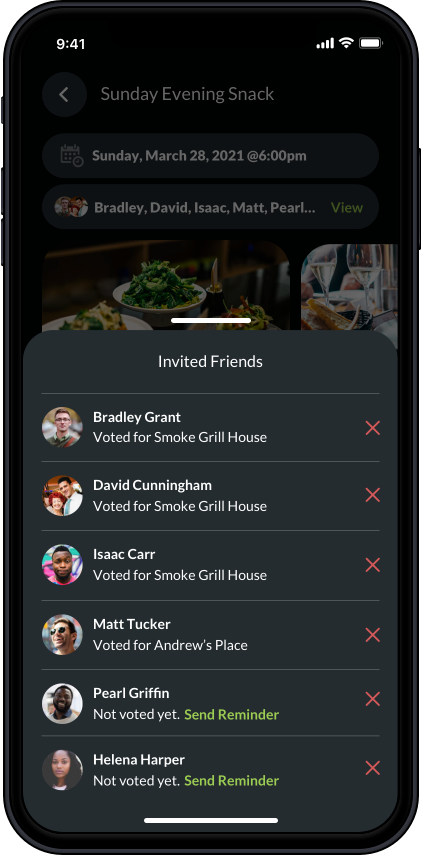 9:41
Sunday Evening Snack
Sunday, March 28, 2021 @6:00pm
Bradley, David, Isaac, Matt, Pearl... View
Invited Friends
Bradley Grant
Voted for Smoke Grill House
David Cunningham
Voted for Smoke Grill House
Isaac Carr
Voted for Smoke Grill House
Matt Tucker
Voted for Andrew’s Place
Pearl Griffin
Not voted yet. Send Reminder
Helena Harper
Not voted yet. Send Reminder